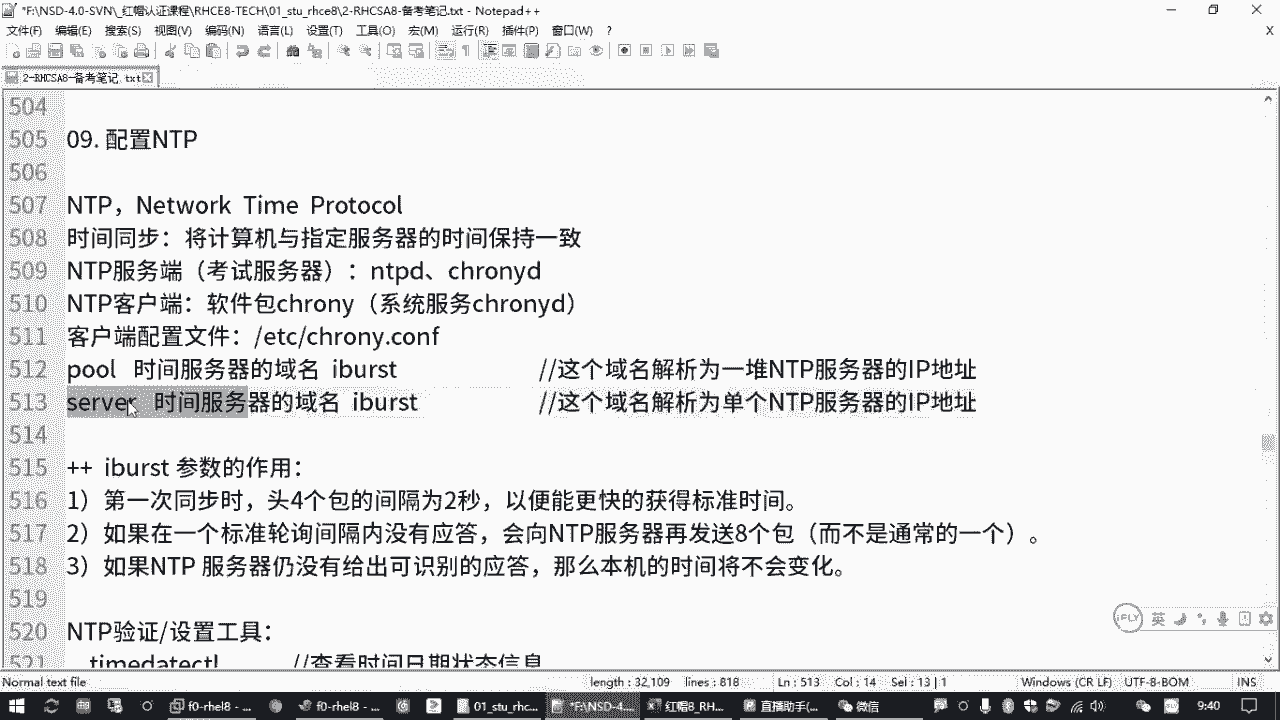 *F:\NSD-4.0-SVN\_红帽认证课程\RHCE8-TECH\01_stu_rhce8\2-RHCSA8-备考笔记.txt - Notepad++
文件(F) 编辑(E) 搜索(S) 视图(V) 编码(N) 语言(L) 设置(T) 工具(O) 宏(M) 运行(R) 插件(P) 窗口(W) ? X
2-RHCSA8-备考笔记.txt
504
505 09. 配置NTP
506
507 NTP，Network Time Protocol
508 时间同步：将计算机与指定服务器的时间保持一致
509 NTP服务端（考试服务器）：ntpd、chronyd
510 NTP客户端：软件包chrony（系统服务chronyd）
511 客户端配置文件：/etc/chrony.conf
512 pool 时间服务器的域名 iburst //这个域名解析为一堆NTP服务器的IP地址
513 server 时间服务器的域名 iburst //这个域名解析为单个NTP服务器的IP地址
514
515 ++ iburst 参数的作用：
516 1）第一次同步时，头4个包的间隔为2秒，以便能更快的获得标准时间。
517 2）如果在一个标准轮询间隔内没有应答，会向NTP服务器再发送8个包（而不是通常的一个）。
518 3）如果NTP 服务器仍没有给出可识别的应答，那么本机的时间将不会变化。
519
520 NTP验证/设置工具：
521 timedatectl //查看时间日期状态信息
iFLY 英
Normal text file length : 32,109 lines : 818 Ln : 513 Col : 14 Sel : 13 | 1 Windows (CR LF) UTF-8-BOM INS
f0-rhel8 - ... f0-rhel8 - ... 01_stu_rhc... *F:\NSD-4.... 红帽8_RH... 直播助手(... 微信 英 9:40